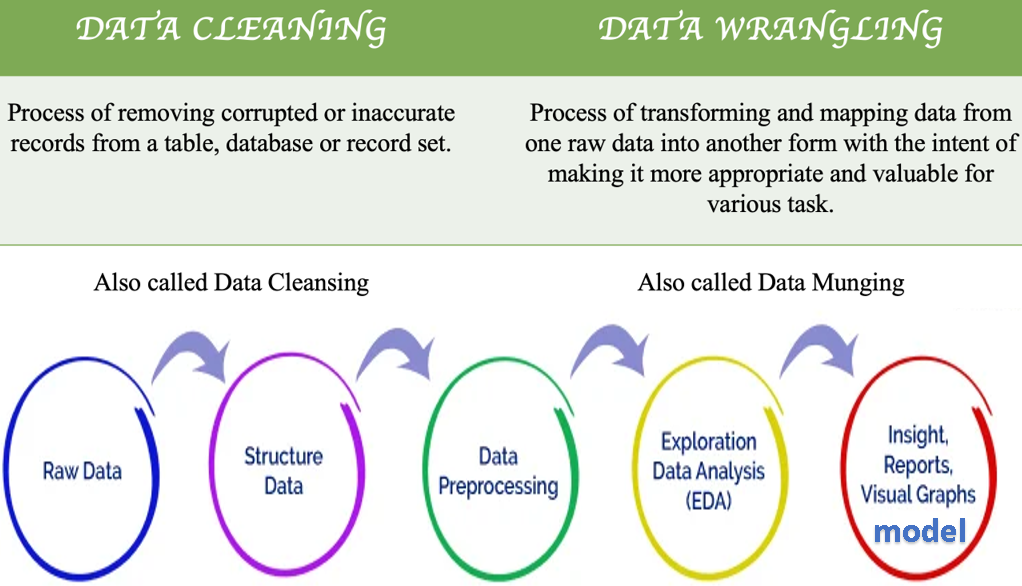 DATA CLEANING
DATA WRANGLING
Process of removing corrupted or inaccurate
records from a table, database or record set.
Process of transforming and mapping data from
one raw data into another form with the intent of
making it more appropriate and valuable for
various task.
Also called Data Cleansing
Also called Data Munging
Raw Data
Structure
Data
Data
Preprocessing
Exploration
Data Analysis
(EDA)
Insight,
Reports,
Visual Graphs
model